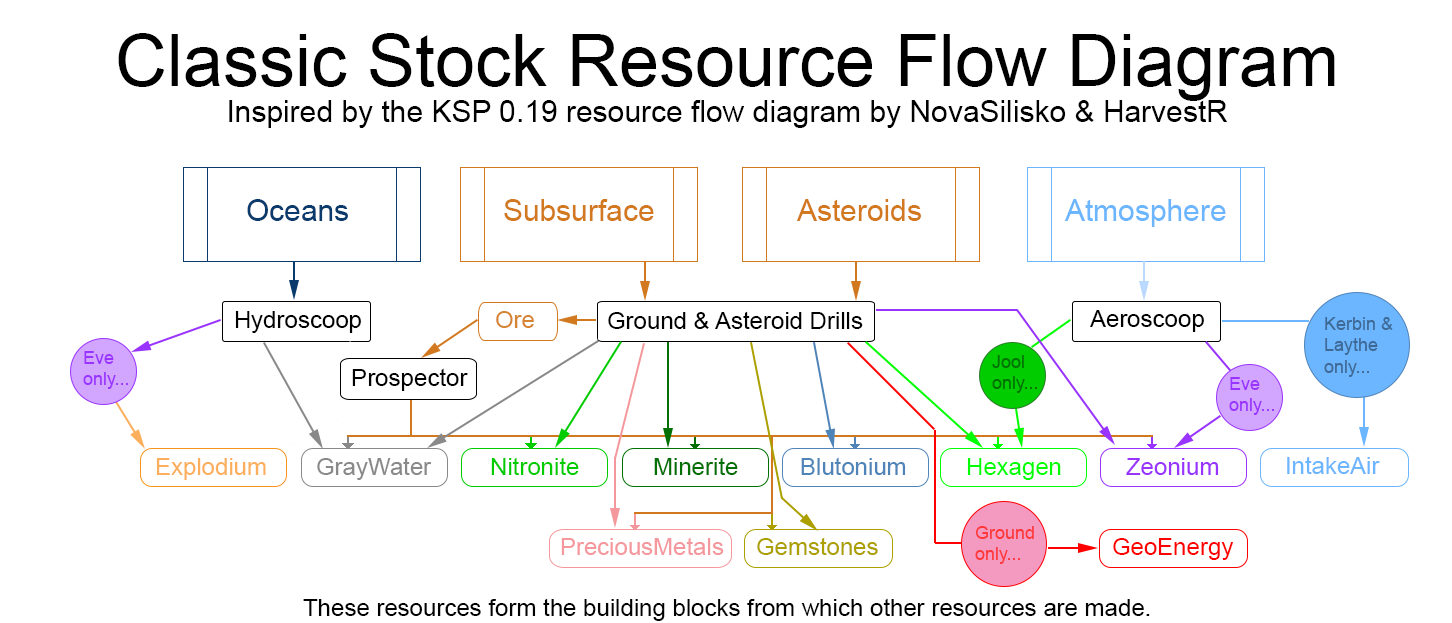 Classic Stock Resource Flow Diagram
Inspired by the KSP 0.19 resource flow diagram by NovaSilisko & HarvestR
Oceans
Subsurface
Asteroids
Atmosphere
Hydroscoop
Ore
Ground & Asteroid Drills
Aeroscoop
Kerbin &
Laythe
only...
Eve
only...
Prospector
Jool
only...
Eve
only...
Explodium
GrayWater
Nitronite
Minerite
Blutonium
Hexagen
Zeonium
IntakeAir
PreciousMetals
Gemstones
Ground
only...
GeoEnergy
These resources form the building blocks from which other resources are made.